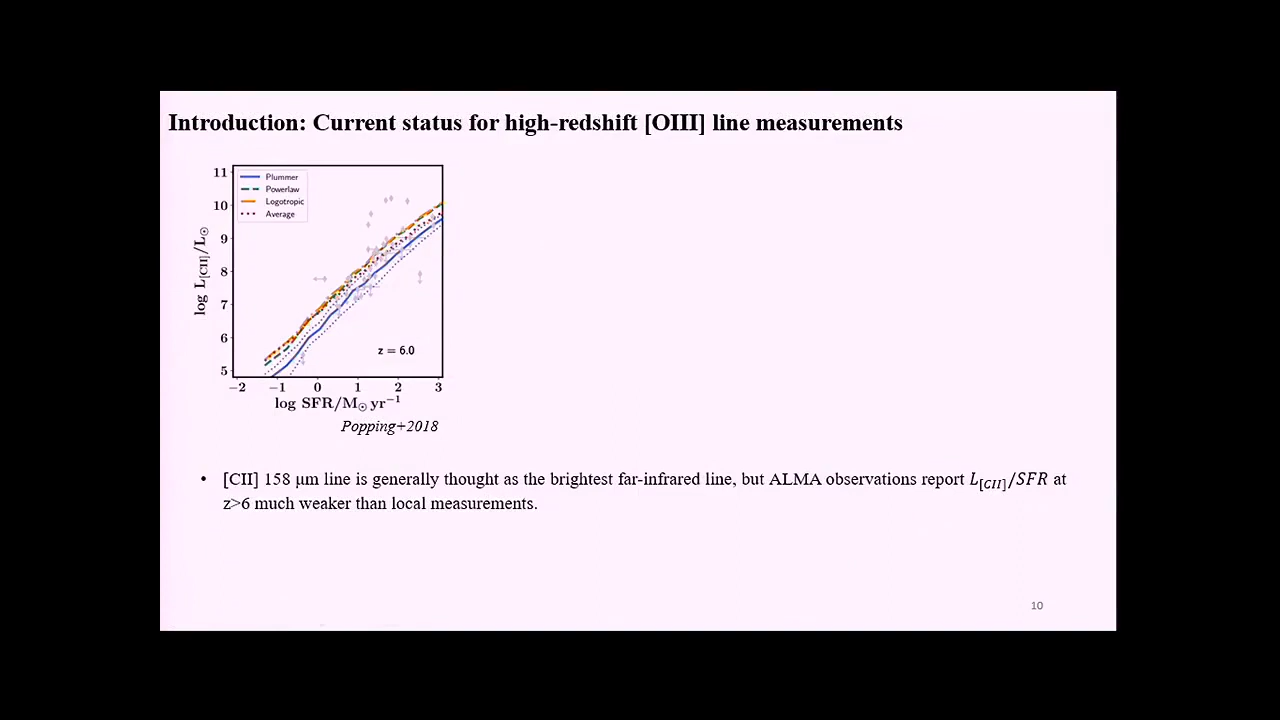 Introduction: Current status for high-redshift [OIII] line measurements
11
10
9
8
7
6
5
log L[CII]/L☉
Plummer
Powerlaw
Logotropic
Average
z = 6.0
−2 −1 0 1 2 3
log SFR/M☉ yr−1
Popping+2018
• [CII] 158 μm line is generally thought as the brightest far-infrared line, but ALMA observations report L[CII]/SFR at
z>6 much weaker than local measurements.
10